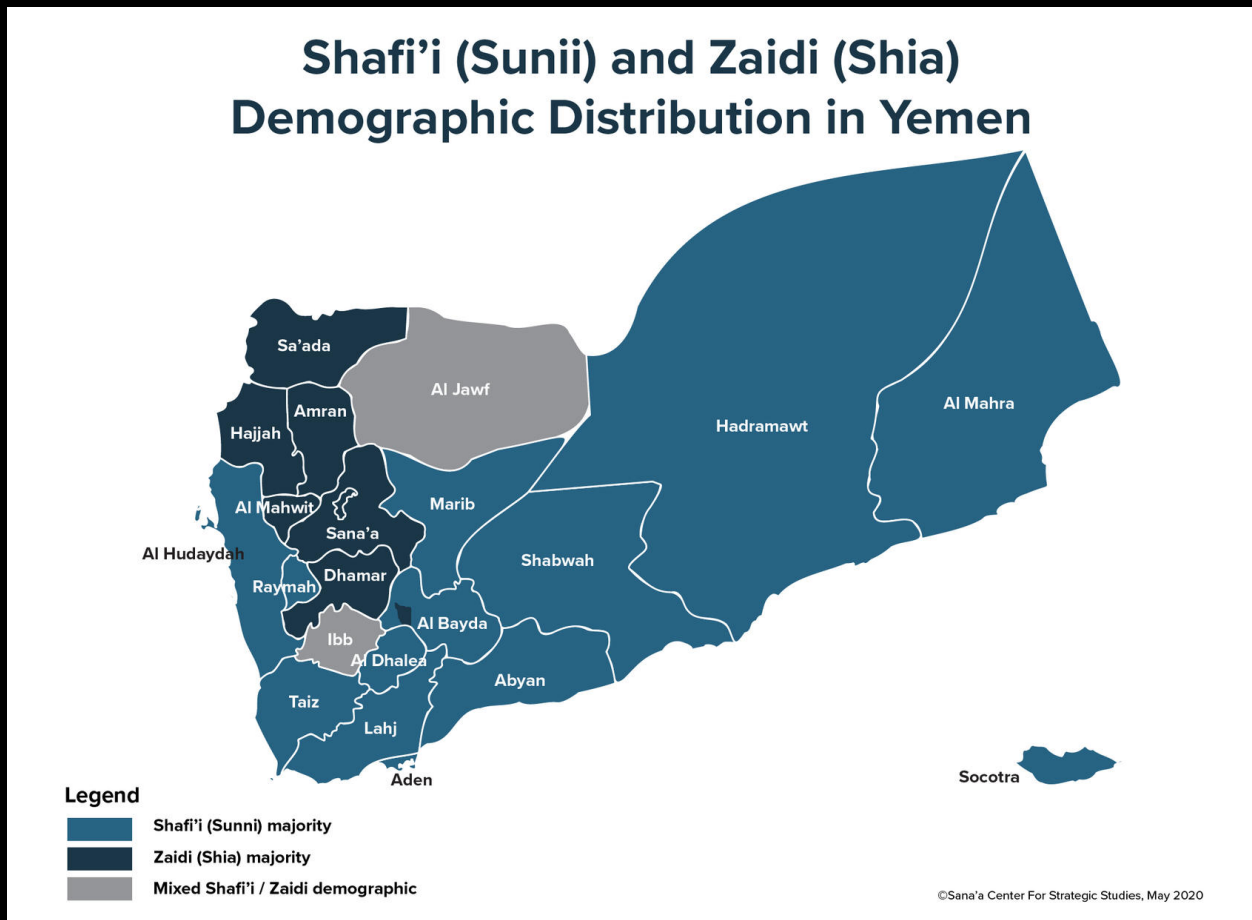 Shafi’i (Sunii) and Zaidi (Shia)
Demographic Distribution in Yemen
Sa’ada
Al Jawf
Amran
Hajjah
Al Mahra
Hadramawt
Al Mahwit
Marib
Sana’a
Al Hudaydah
Shabwah
Raymah
Dhamar
Al Bayda
Ibb
Al Dhalea
Abyan
Taiz
Lahj
Aden
Socotra
Legend
Shafi’i (Sunni) majority
Zaidi (Shia) majority
Mixed Shafi’i / Zaidi demographic
©Sana’a Center For Strategic Studies, May 2020